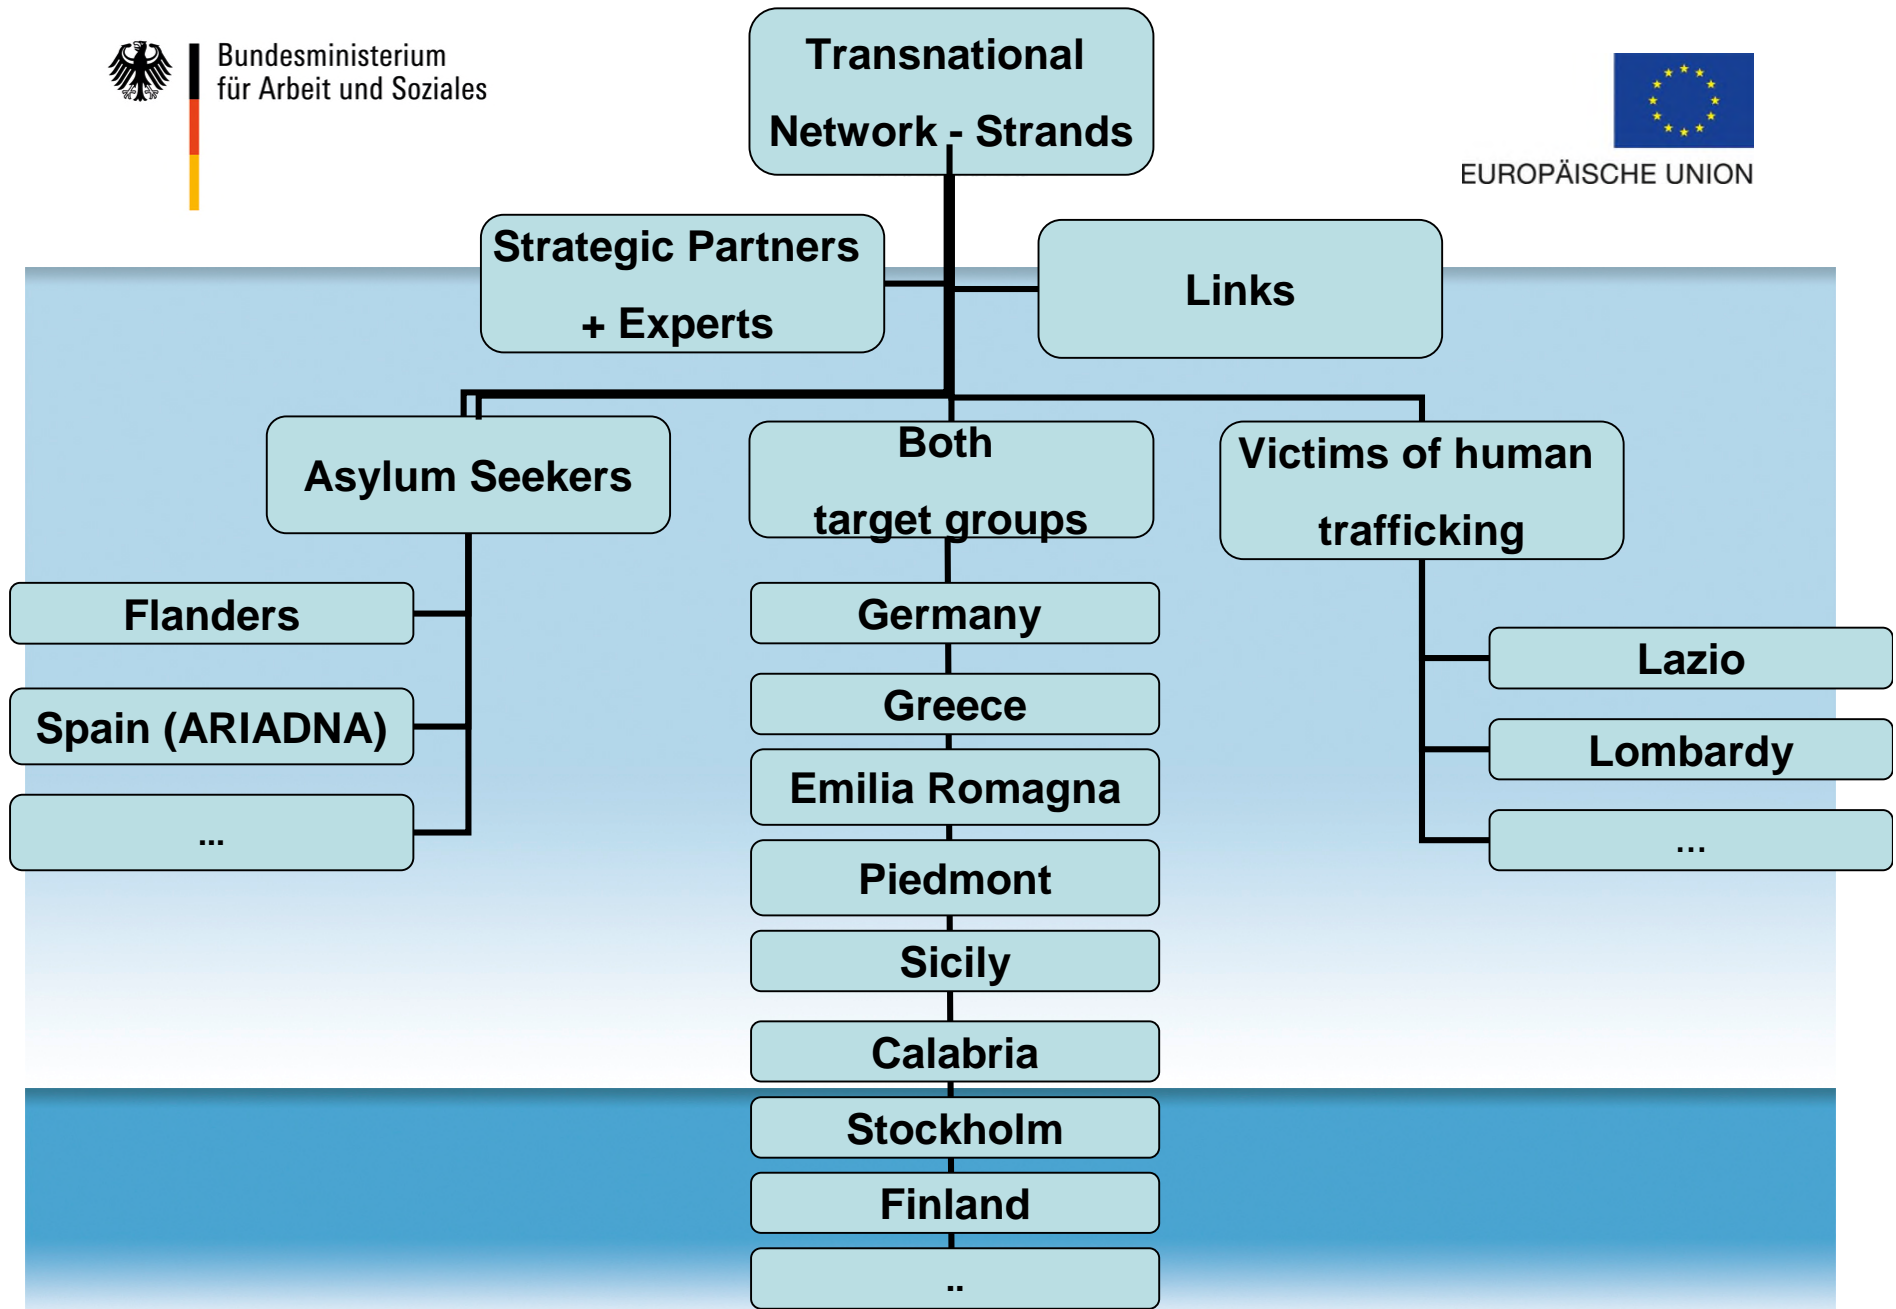 Bundesministerium
für Arbeit und Soziales
Transnational
Network - Strands
EUROPÄISCHE UNION
Strategic Partners
+ Experts
Links
Asylum Seekers
Both
target groups
Victims of human
trafficking
Flanders
Spain (ARIADNA)
...
Germany
Greece
Emilia Romagna
Piedmont
Sicily
Calabria
Stockholm
Finland
..
Lazio
Lombardy
…